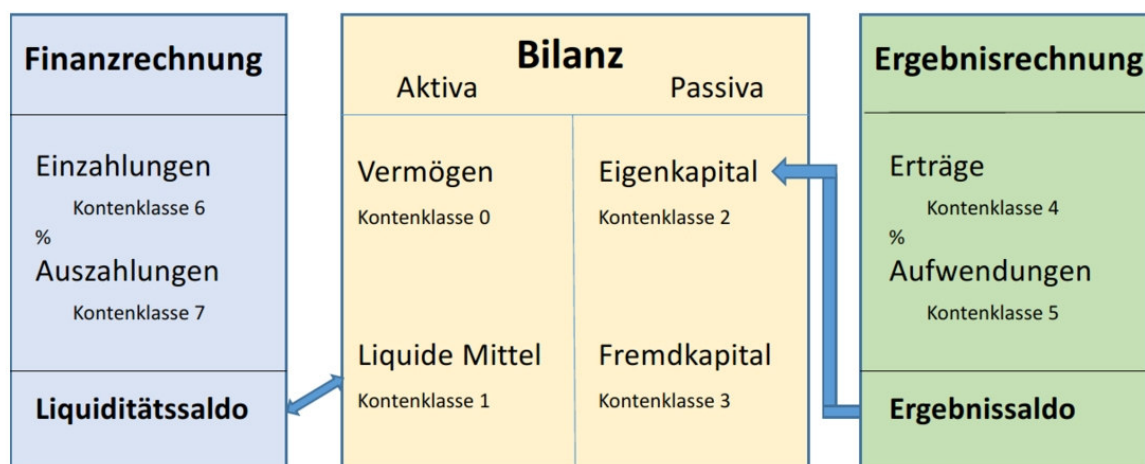 Finanzrechnung
Einzahlungen
Kontenklasse 6
%
Auszahlungen
Kontenklasse 7
Liquiditätssaldo
Bilanz
Aktiva
Passiva
Vermögen
Kontenklasse 0
Liquide Mittel
Kontenklasse 1
Eigenkapital
Kontenklasse 2
Fremdkapital
Kontenklasse 3
Ergebnisrechnung
Erträge
Kontenklasse 4
%
Aufwendungen
Kontenklasse 5
Ergebnissaldo